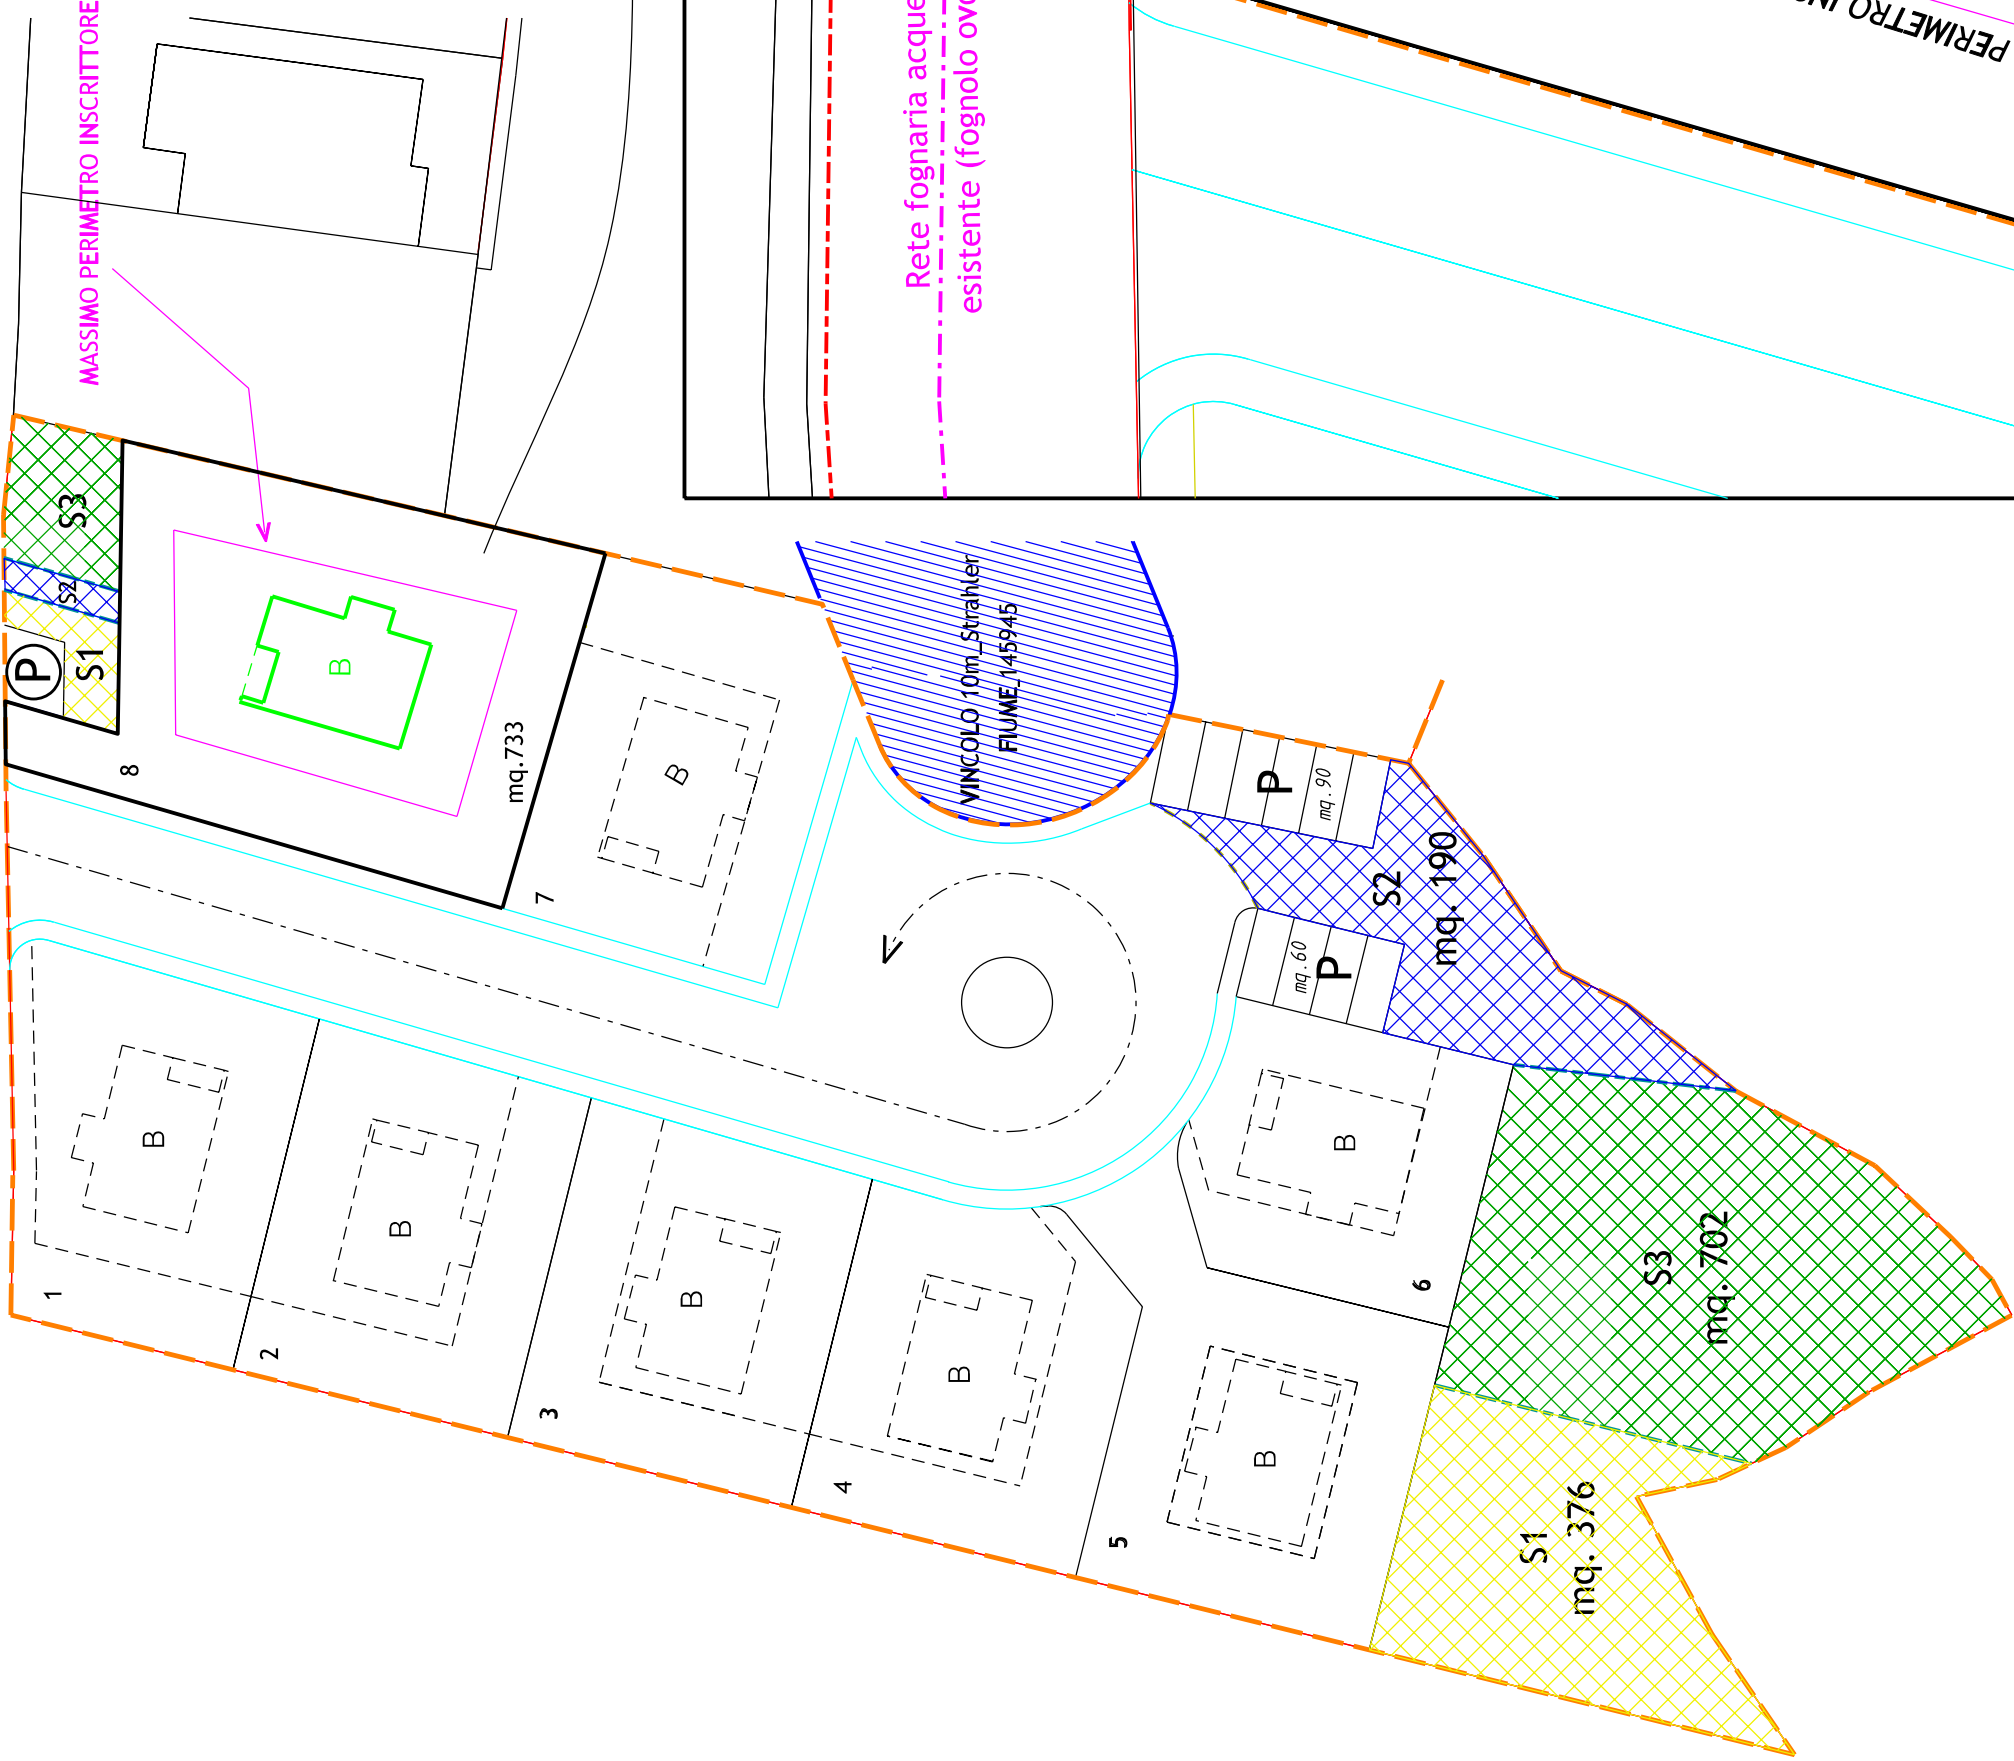 MASSIMO PERIMETRO INSCRITTORE
Rete fognaria acque
esistente (fognolo ovo
PERIMETRO INS
S3
S2
S1
P
B
8
mq.733
B
7
VINCOLO 10m_Strahler
FIUME_145945
P
mq.90
S2
mq. 190
mq.60
P
B
1
B
2
B
3
B
4
B
5
B
6
S3
mq. 702
S1
mq. 376